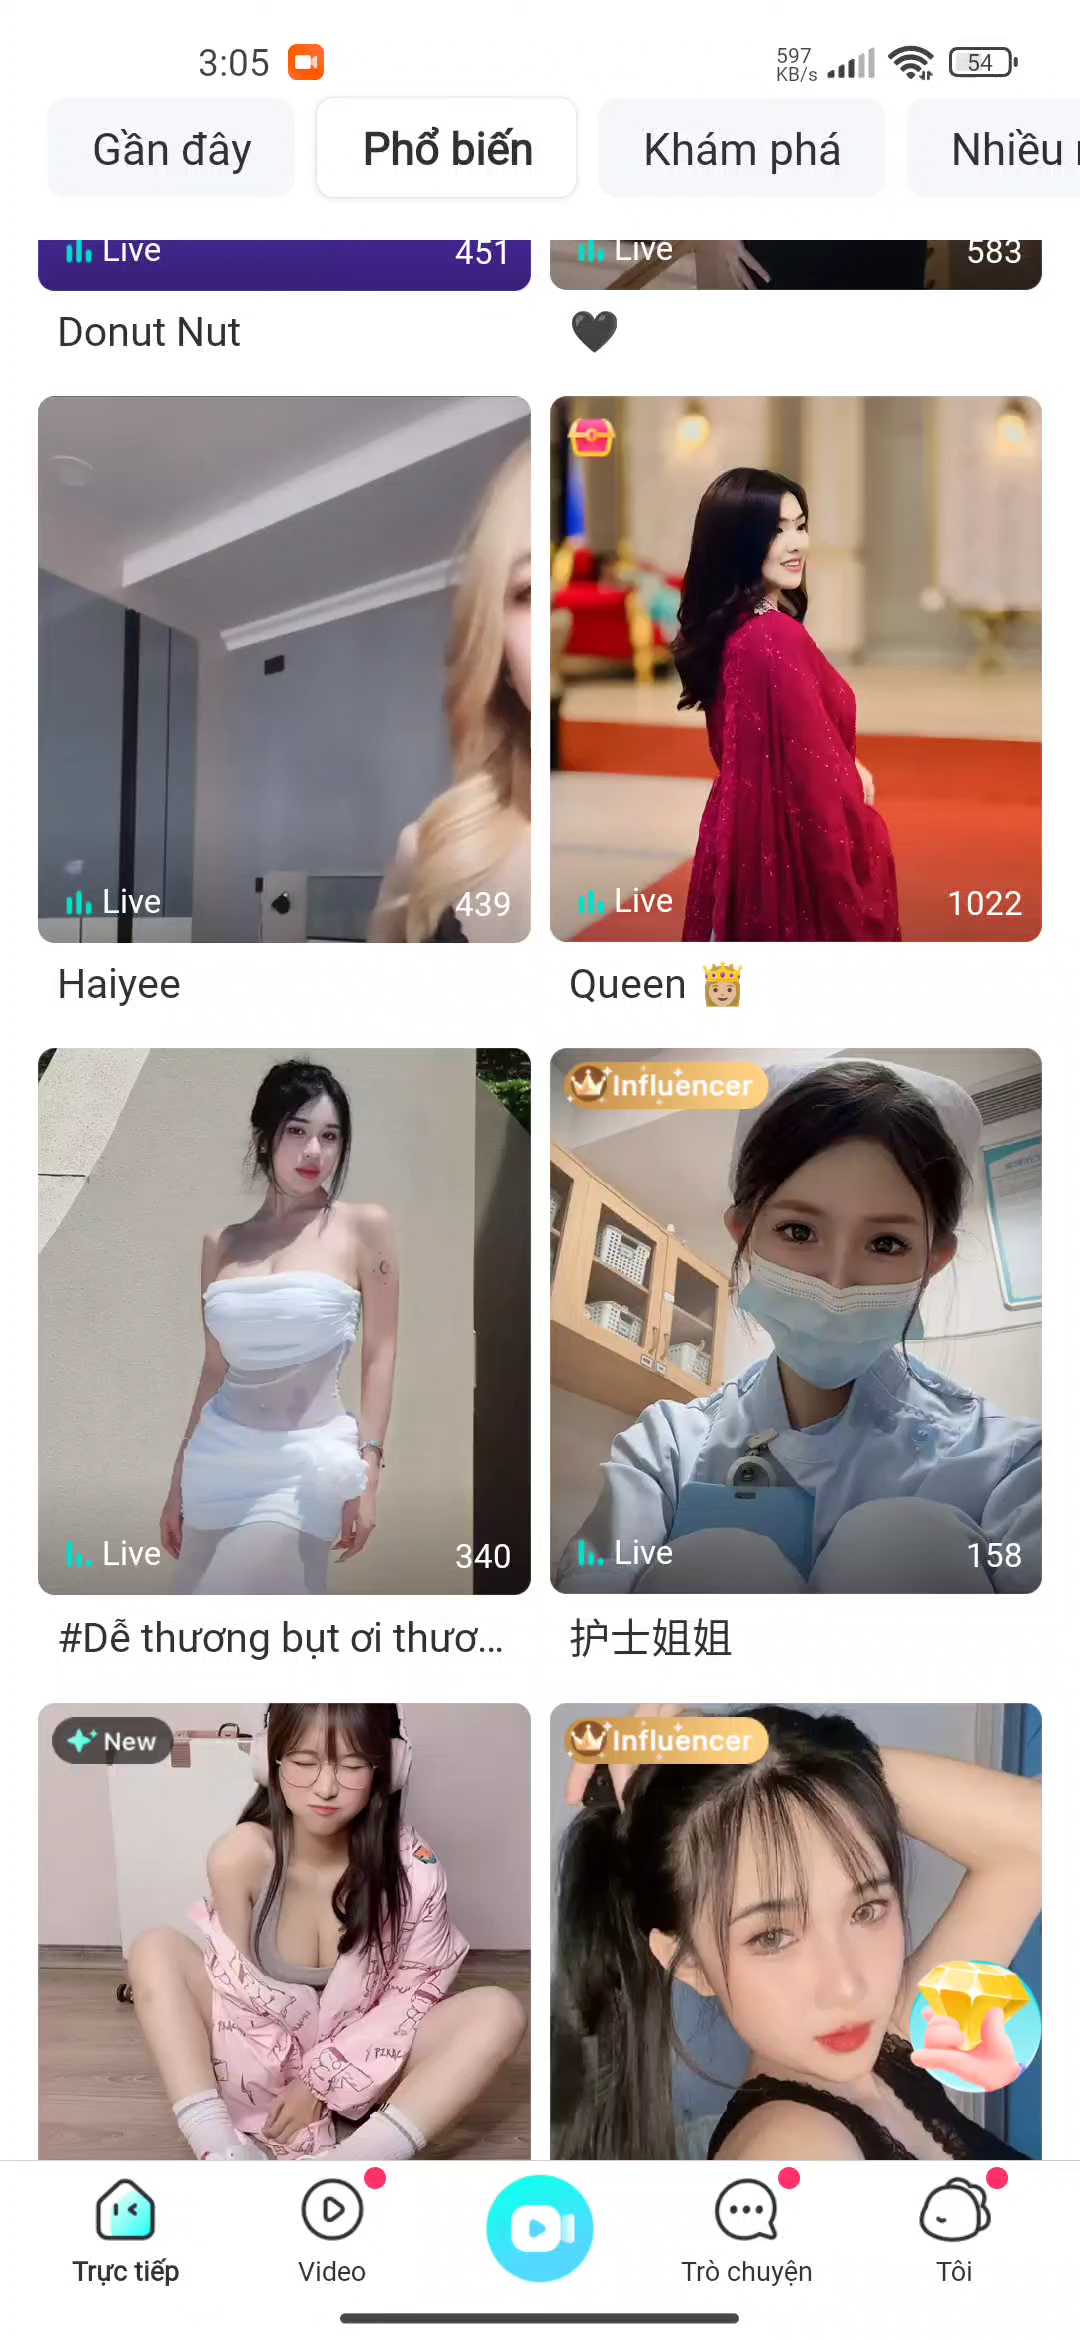 3:05
597
KB/s
54
Gần đây
Phổ biến
Khám phá
Nhiều
Live
451
Live
583
Donut Nut
🖤
Live
439
Live
1022
Haiyee
Queen 👸🏼
Influencer
Live
340
Live
158
#Dễ thương bụt ơi thươ...
护士姐姐
New
Influencer
Trực tiếp
Video
Trò chuyện
Tôi